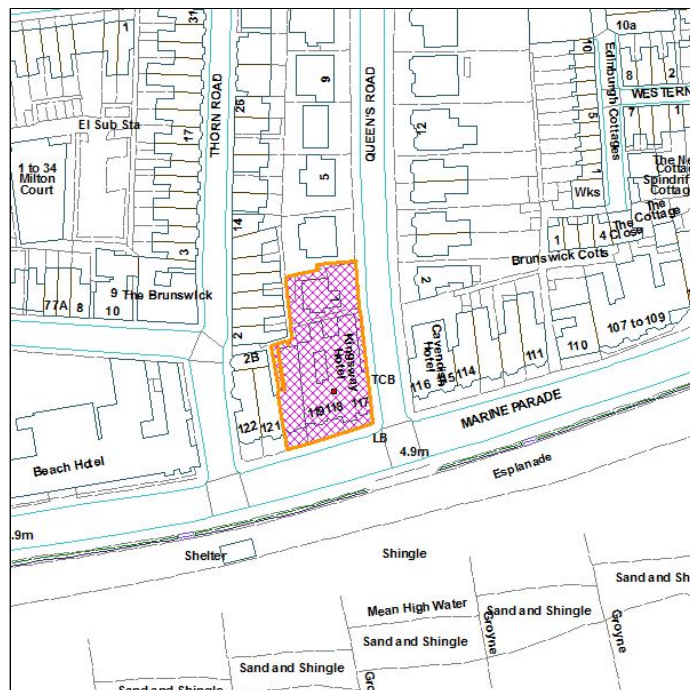 10a
1
31
10
8
2
WESTERN
Edinburgh Cottages
THORN ROAD
26
9
QUEEN'S ROAD
12
5
7
1
El Sub Sta
17
1 to 34
Milton
Court
5
1
Wks
Spindrift
Cottage
The
Cottage
The
Close
14
3
1
4
Brunswick Cotts
2
The Brunswick
9
10
77A
8
2
1
Kingsway
Hotel
Cavendish
Hotel
107 to 109
110
111
2B
TCB
116
115
114
119
118
117
122
121
MARINE PARADE
LB
4.9m
Beach Hotel
Esplanade
.9m
Shelter
Shingle
Sand and Sh
Mean High Water
Sand and Shingle
Groyne
Groyne
Sand and Shingle
Sand and Shingle
Sand and Shingle